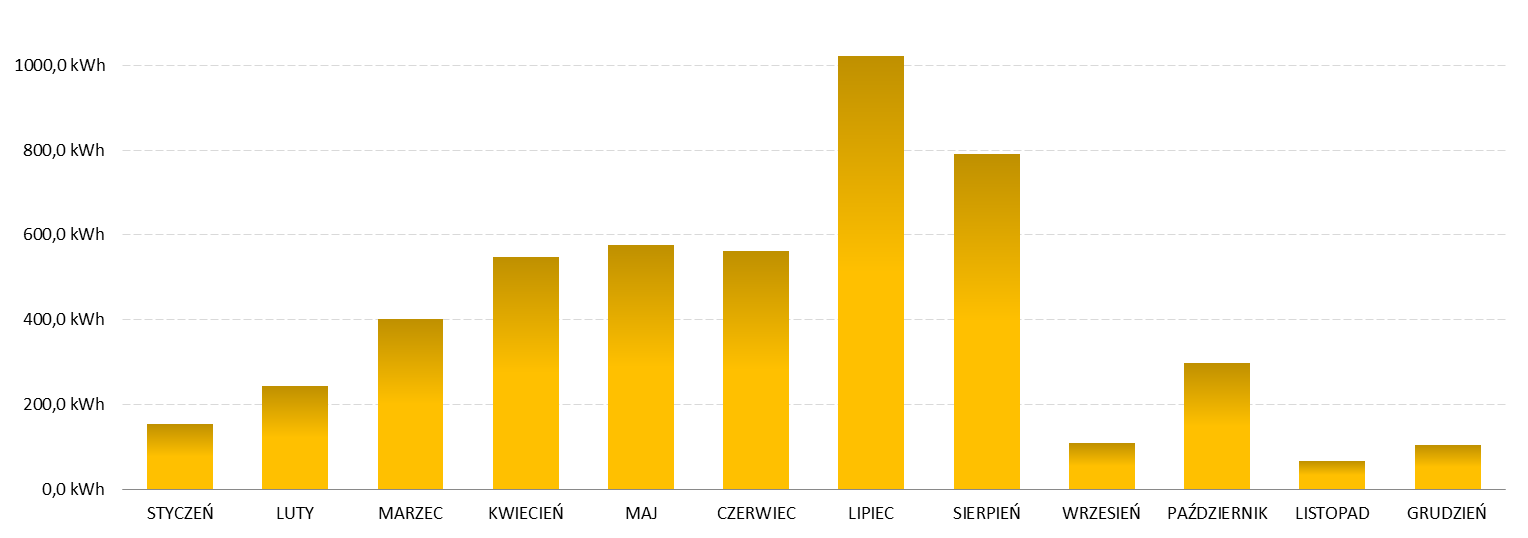 1000,0 kWh
800,0 kWh
600,0 kWh
400,0 kWh
200,0 kWh
0,0 kWh
STYCZEŃ LUTY MARZEC KWIECIEŃ MAJ CZERWIEC LIPIEC SIERPIEŃ WRZESIEŃ PAŹDZIERNIK LISTOPAD GRUDZIEŃ